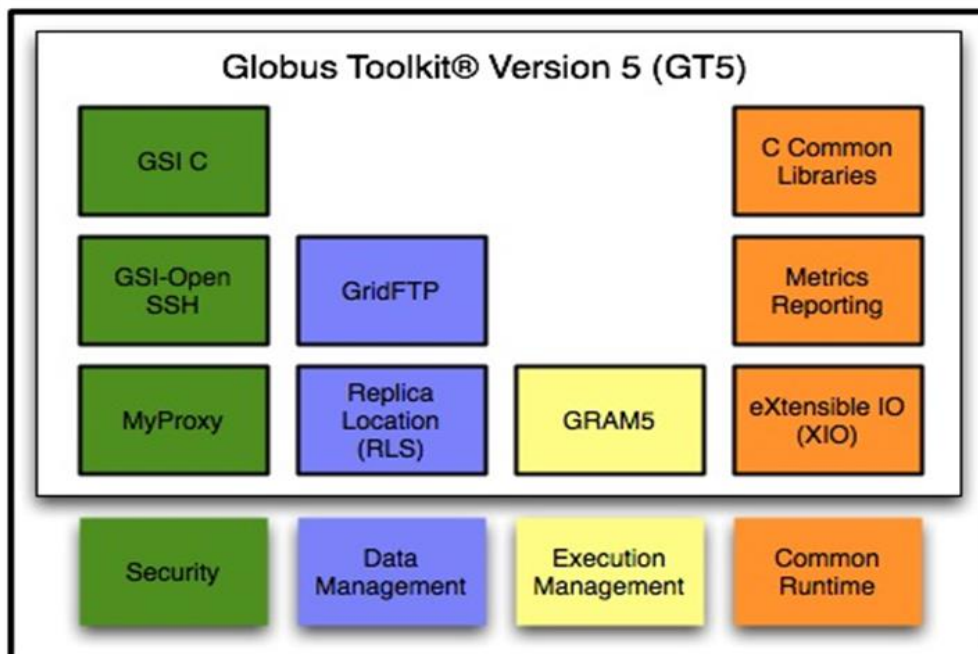 Globus Toolkit® Version 5 (GT5)
GSI C
C Common
Libraries
GSI-Open
SSH
GridFTP
Metrics
Reporting
MyProxy
Replica
Location
(RLS)
GRAM5
eXtensible IO
(XIO)
Security
Data
Management
Execution
Management
Common
Runtime